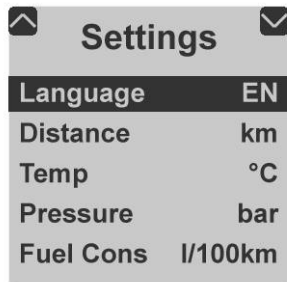 Settings
Language EN
Distance km
Temp °C
Pressure bar
Fuel Cons l/100km